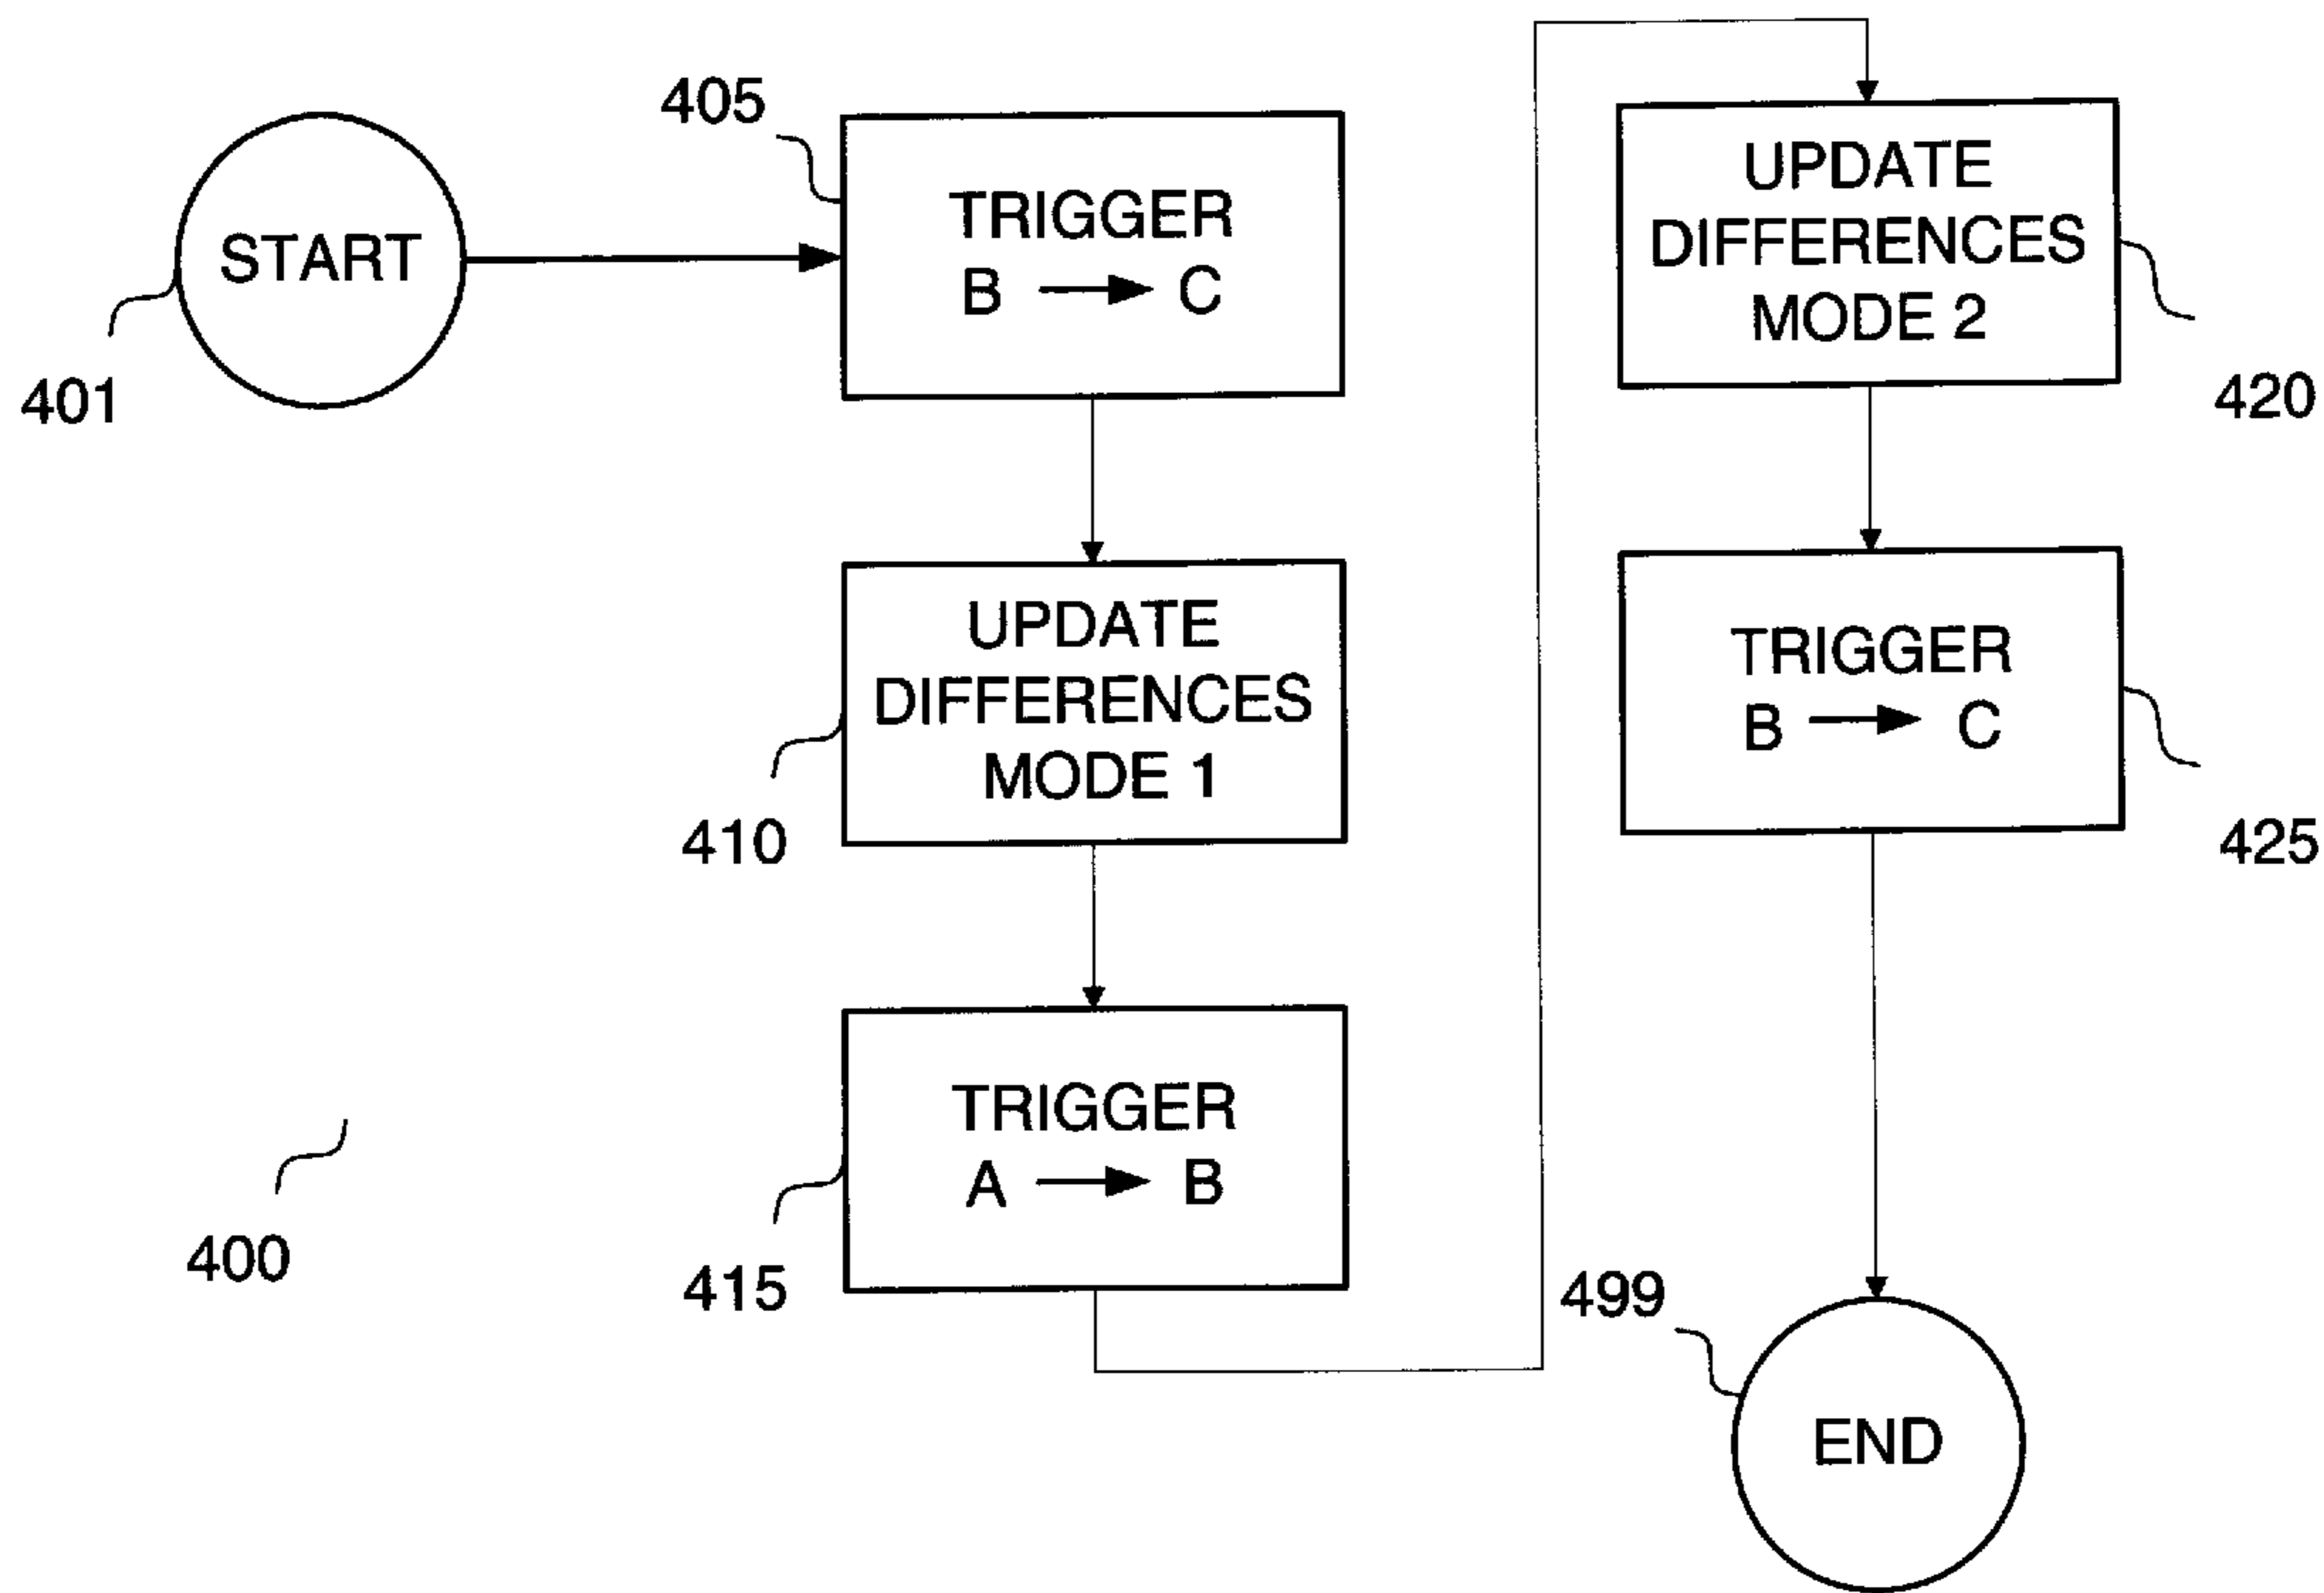 401
START
405
TRIGGER
B → C
410
UPDATE
DIFFERENCES
MODE 1
415
TRIGGER
A → B
420
UPDATE
DIFFERENCES
MODE 2
425
TRIGGER
B → C
499
END
400